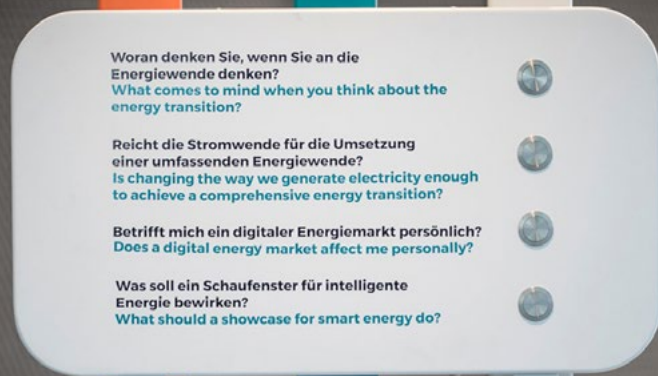 Woran denken Sie, wenn Sie an die
Energiewende denken?
What comes to mind when you think about the
energy transition?
Reicht die Stromwende für die Umsetzung
einer umfassenden Energiewende?
Is changing the way we generate electricity enough
to achieve a comprehensive energy transition?
Betrifft mich ein digitaler Energiemarkt persönlich?
Does a digital energy market affect me personally?
Was soll ein Schaufenster für intelligente
Energie bewirken?
What should a showcase for smart energy do?